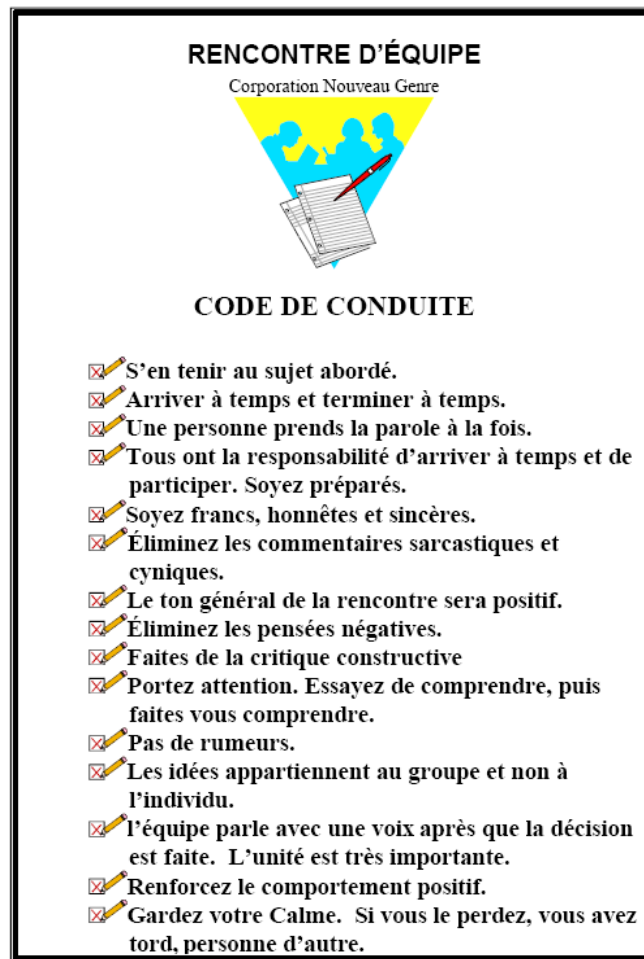 RENCONTRE D'ÉQUIPE
Corporation Nouveau Genre
CODE DE CONDUITE
S'en tenir au sujet abordé.
Arriver à temps et terminer à temps.
Une personne prends la parole à la fois.
Tous ont la responsabilité d'arriver à temps et de
participer. Soyez préparés.
Soyez francs, honnêtes et sincères.
Éliminez les commentaires sarcastiques et
cyniques.
Le ton général de la rencontre sera positif.
Éliminez les pensées négatives.
Faites de la critique constructive
Portez attention. Essayez de comprendre, puis
faites vous comprendre.
Pas de rumeurs.
Les idées appartiennent au groupe et non à
l'individu.
l'équipe parle avec une voix après que la décision
est faite.  L'unité est très importante.
Renforcez le comportement positif.
Gardez votre Calme.  Si vous le perdez, vous avez
tord, personne d'autre.